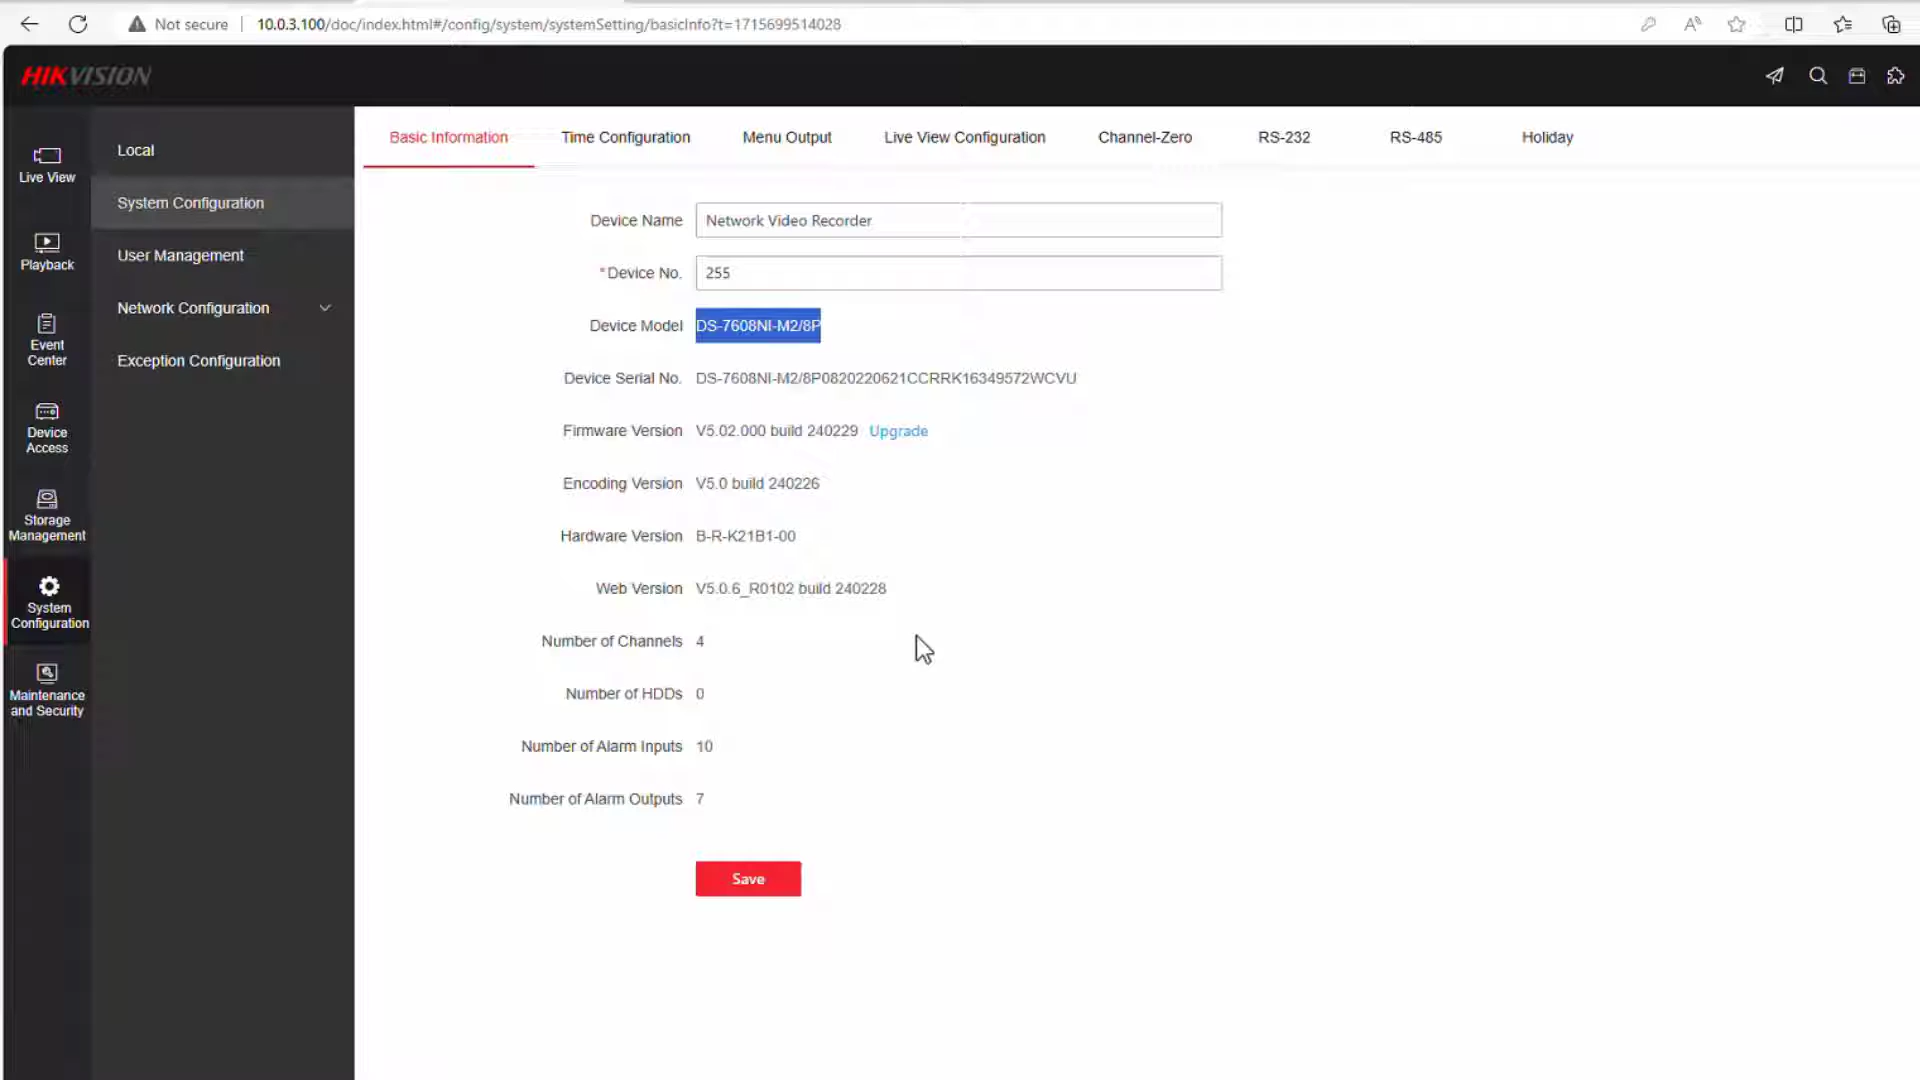 Not secure | 10.0.3.100/doc/index.html#/config/system/systemSetting/basicInfo?t=1715699514028
HIKVISION
Live View
Playback
Event
Center
Device
Access
Storage
Management
System
Configuration
Maintenance
and Security
Local
System Configuration
User Management
Network Configuration
Exception Configuration
Basic Information Time Configuration Menu Output Live View Configuration Channel-Zero RS-232 RS-485 Holiday
Device Name Network Video Recorder
*Device No. 255
Device Model DS-7608NI-M2/8P
Device Serial No. DS-7608NI-M2/8P0820220621CCRRK16349572WCVU
Firmware Version V5.02.000 build 240229 Upgrade
Encoding Version V5.0 build 240226
Hardware Version B-R-K21B1-00
Web Version V5.0.6_R0102 build 240228
Number of Channels 4
Number of HDDs 0
Number of Alarm Inputs 10
Number of Alarm Outputs 7
Save